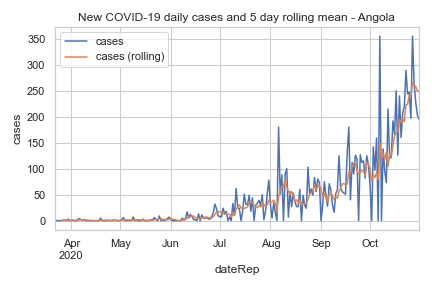 New COVID-19 daily cases and 5 day rolling mean - Angola
cases
cases (rolling)
350
300
250
200
150
100
50
0
cases
Apr
2020
May
Jun
Jul
Aug
Sep
Oct
dateRep